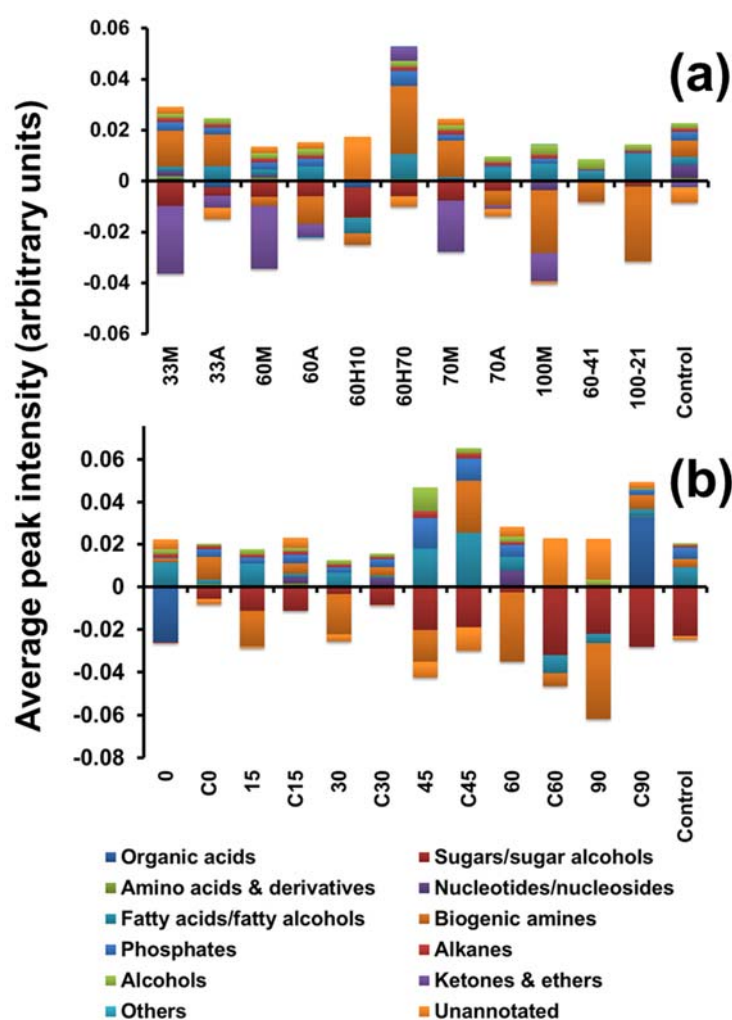 Average peak intensity (arbitrary units)
0.06
0.04
0.02
0
-0.02
-0.04
-0.06
(a)
33M 33A 60M 60A 60H10 60H70 70M 70A 100M 60-41 100-21 Control
0.06
0.04
0.02
0
-0.02
-0.04
-0.06
-0.08
(b)
0 C0 15 C15 30 C30 45 C45 60 C60 90 C90 Control
Organic acids Sugars/sugar alcohols
Amino acids & derivatives Nucleotides/nucleosides
Fatty acids/fatty alcohols Biogenic amines
Phosphates Alkanes
Alcohols Ketones & ethers
Others Unannotated